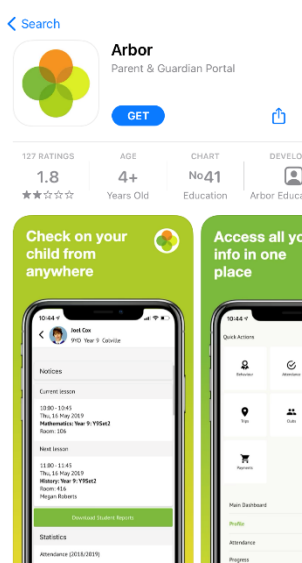 Search
Arbor
Parent & Guardian Portal
GET
127 RATINGS
1.8
AGE
4+
Years Old
CHART
No41
Education
DEVELO
Arbor Educa
Check on your
child from
anywhere
10:44
Joel Cox
9YO Year 9 Colville
Notices
Current lesson
10:00 - 10:45
Thu, 16 May 2019
Mathematics: Year 9: Y9Set2
Room: 106
Next lesson
11:00 - 11:45
Thu, 16 May 2019
History: Year 9: Y9Set2
Room: 416
Megan Roberts
Download Student Reports
Statistics
Attendance (2018/2019)
Access all yo
info in one
place
10:44
Quick Actions
Behaviour
Attendance
Trips
Clubs
Payments
Main Dashboard
Profile
Attendance
Progress